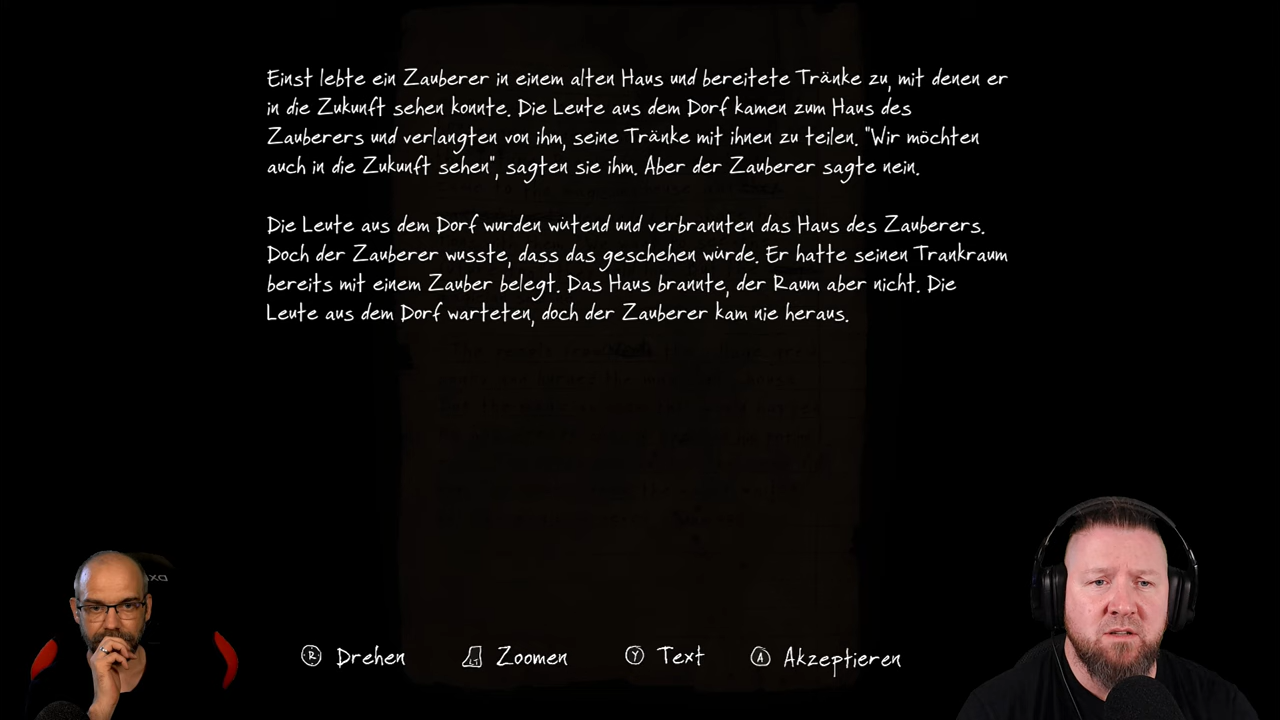 Einst lebte ein Zauberer in einem alten Haus und bereitete Tränke zu, mit denen er
in die Zukunft sehen konnte. Die Leute aus dem Dorf kamen zum Haus des
Zauberers und verlangten von ihm, seine Tränke mit ihnen zu teilen. "Wir möchten
auch in die Zukunft sehen", sagten sie ihm. Aber der Zauberer sagte nein.
Die Leute aus dem Dorf wurden wütend und verbrannten das Haus des Zauberers.
Doch der Zauberer wusste, dass das geschehen würde. Er hatte seinen Trankraum
bereits mit einem Zauber belegt. Das Haus brannte, der Raum aber nicht. Die
Leute aus dem Dorf warteten, doch der Zauberer kam nie heraus.
R Drehen LT Zoomen Y Text A Akzeptieren